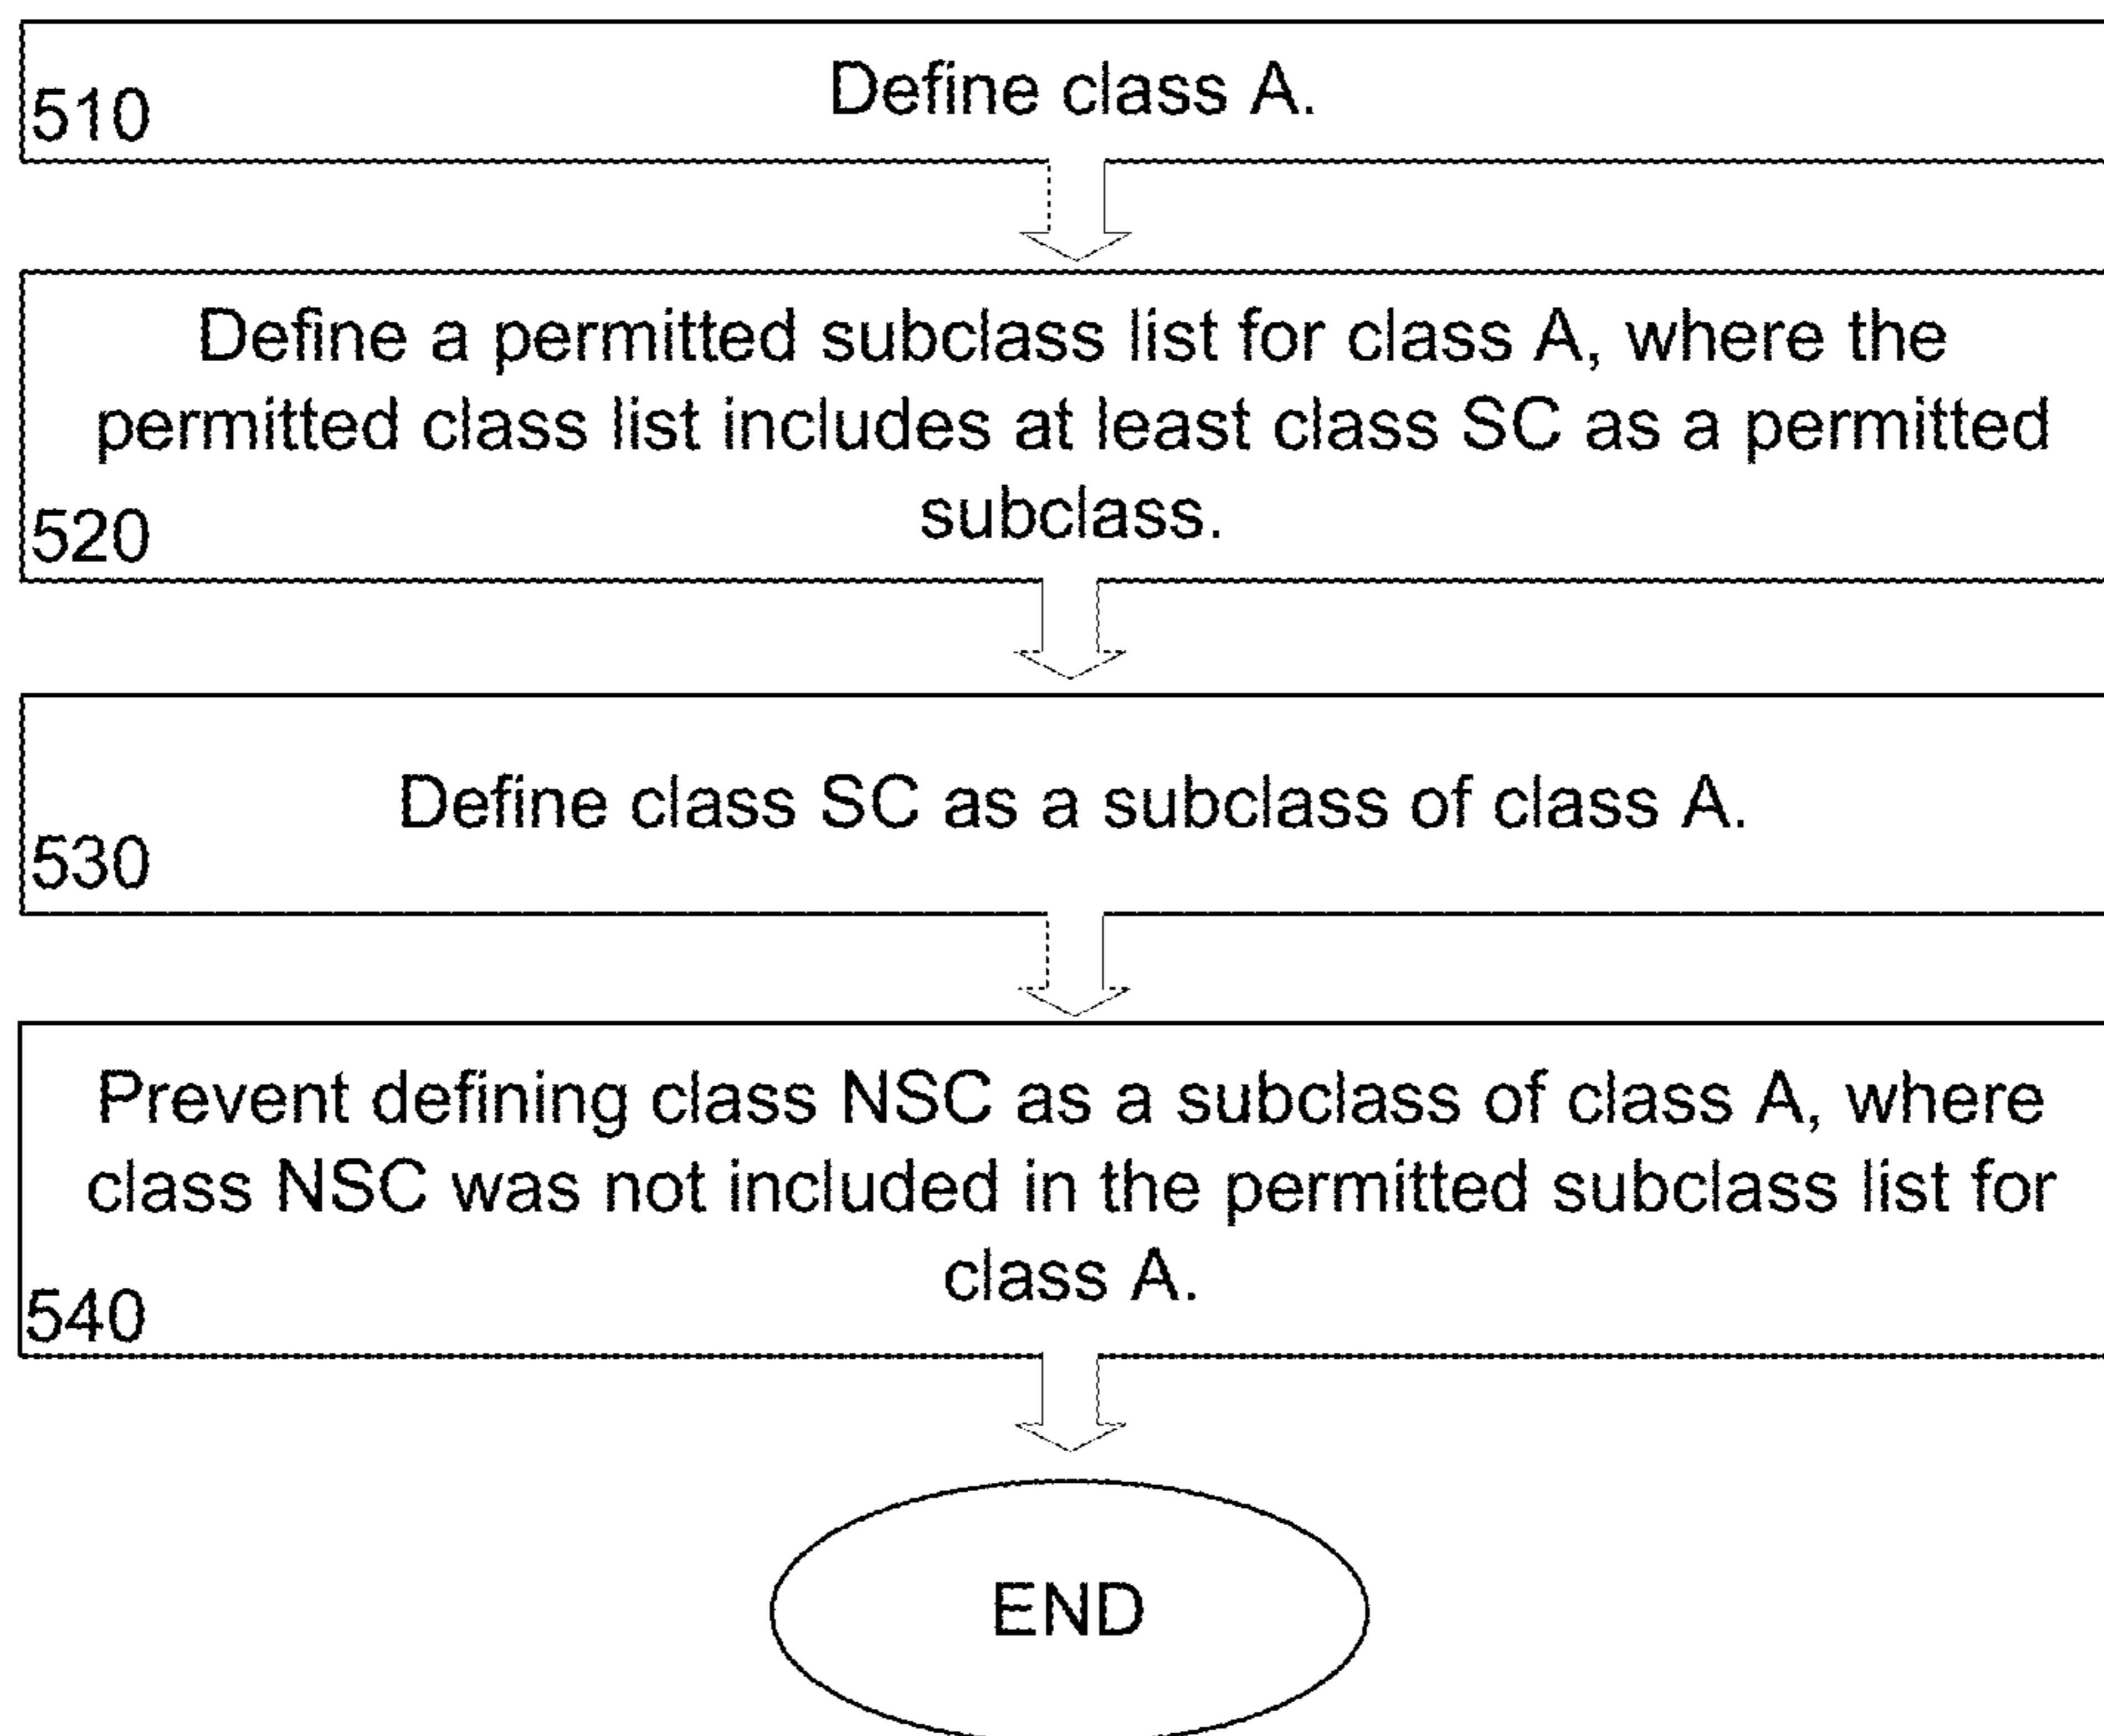 Define class A.
510
Define a permitted subclass list for class A, where the
permitted class list includes at least class SC as a permitted
subclass.
520
Define class SC as a subclass of class A.
530
Prevent defining class NSC as a subclass of class A, where
class NSC was not included in the permitted subclass list for
class A.
540
END